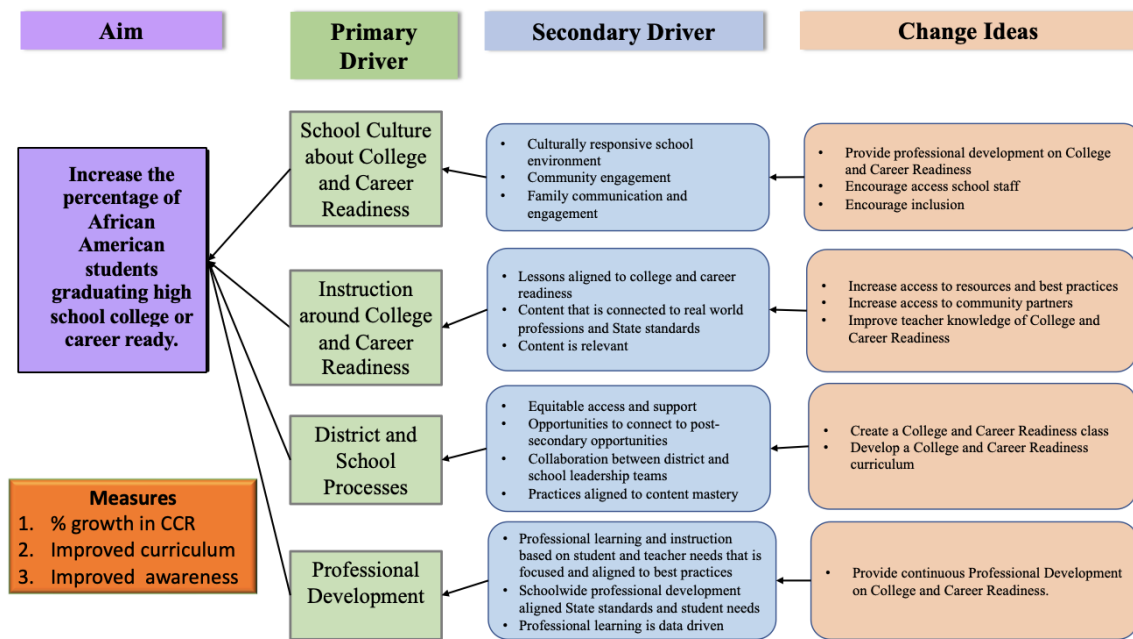 Aim
Primary
Driver
Secondary Driver
Change Ideas
Increase the
percentage of
African
American
students
graduating high
school college or
career ready.
Measures
1. % growth in CCR
2. Improved curriculum
3. Improved awareness
School Culture
about College
and Career
Readiness
• Culturally responsive school
environment
• Community engagement
• Family communication and
engagement
• Provide professional development on College
and Career Readiness
• Encourage access school staff
• Encourage inclusion
Instruction
around College
and Career
Readiness
• Lessons aligned to college and career
readiness
• Content that is connected to real world
professions and State standards
• Content is relevant
• Increase access to resources and best practices
• Increase access to community partners
• Improve teacher knowledge of College and
Career Readiness
District and
School
Processes
• Equitable access and support
• Opportunities to connect to post-
secondary opportunities
• Collaboration between district and
school leadership teams
• Practices aligned to content mastery
• Create a College and Career Readiness class
• Develop a College and Career Readiness
curriculum
Professional
Development
• Professional learning and instruction
based on student and teacher needs that is
focused and aligned to best practices
• Schoolwide professional development
aligned State standards and student needs
• Professional learning is data driven
• Provide continuous Professional Development
on College and Career Readiness.